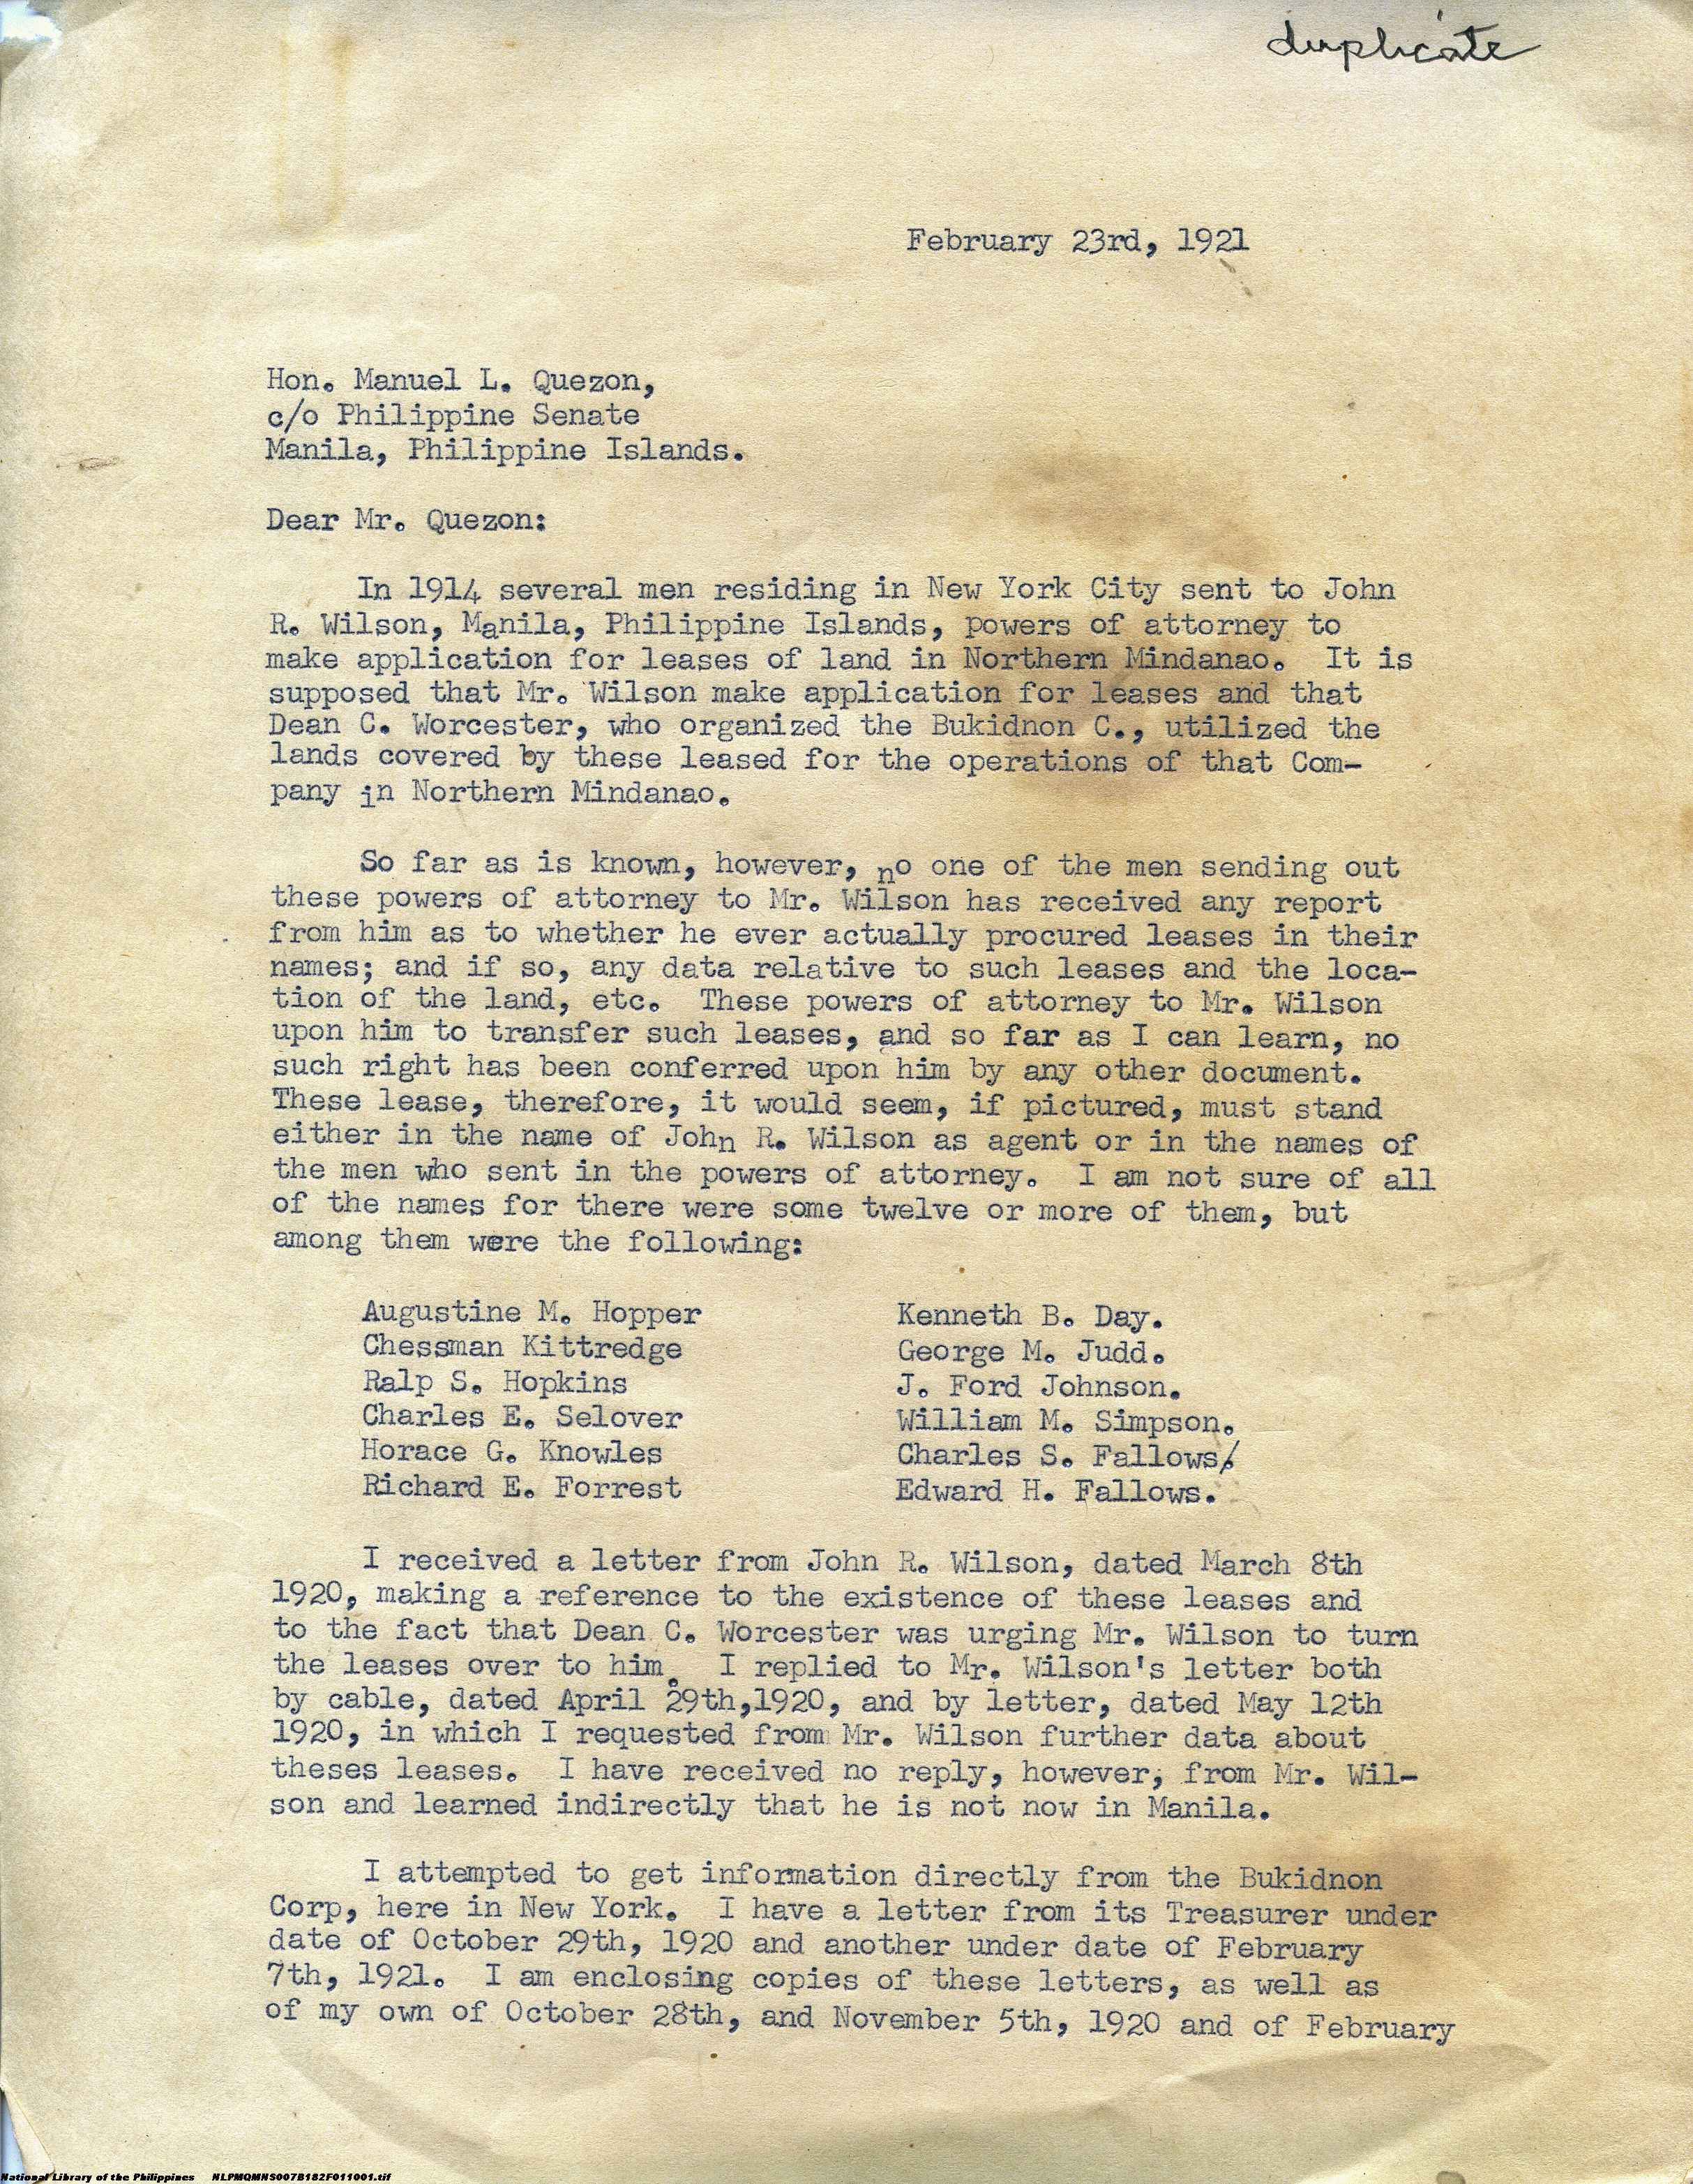 duplicate
February 23rd, 1921
Hon. Manuel L. Quezon,
c/o Philippine Senate
Manila, Philippine Islands.
Dear Mr. Quezon:
In 1914 several men residing in New York City sent to John
R. Wilson, Manila, Philippine Islands, powers of attorney to
make application for leases of land in Northern Mindanao. It is
supposed that Mr. Wilson make application for leases and that
Dean C. Worcester, who organized the Bukidnon C., utilized the
lands covered by these leased for the operations of that Com-
pany in Northern Mindanao.
So far as is known, however, no one of the men sending out
these powers of attorney to Mr. Wilson has received any report
from him as to whether he ever actually procured leases in their
names; and if so, any data relative to such leases and the loca-
tion of the land, etc. These powers of attorney to Mr. Wilson
upon him to transfer such leases, and so far as I can learn, no
such right has been conferred upon him by any other document.
These lease, therefore, it would seem, if pictured, must stand
either in the name of John R. Wilson as agent or in the names of
the men who sent in the powers of attorney. I am not sure of all
of the names for there were some twelve or more of them, but
among them were the following:
Augustine M. Hopper Kenneth B. Day.
Chessman Kittredge George M. Judd.
Ralp S. Hopkins J. Ford Johnson.
Charles E. Selover William M. Simpson.
Horace G. Knowles Charles S. Fallows.
Richard E. Forrest Edward H. Fallows.
I received a letter from John R. Wilson, dated March 8th
1920, making a reference to the existence of these leases and
to the fact that Dean C. Worcester was urging Mr. Wilson to turn
the leases over to him. I replied to Mr. Wilson's letter both
by cable, dated April 29th,1920, and by letter, dated May 12th
1920, in which I requested from Mr. Wilson further data about
theses leases. I have received no reply, however, from Mr. Wil-
son and learned indirectly that he is not now in Manila.
I attempted to get information directly from the Bukidnon
Corp, here in New York. I have a letter from its Treasurer under
date of October 29th, 1920 and another under date of February
7th, 1921. I am enclosing copies of these letters, as well as
of my own of October 28th, and November 5th, 1920 and of February
National Library of the Philippines NLPMQMNS007B182F011001.tif